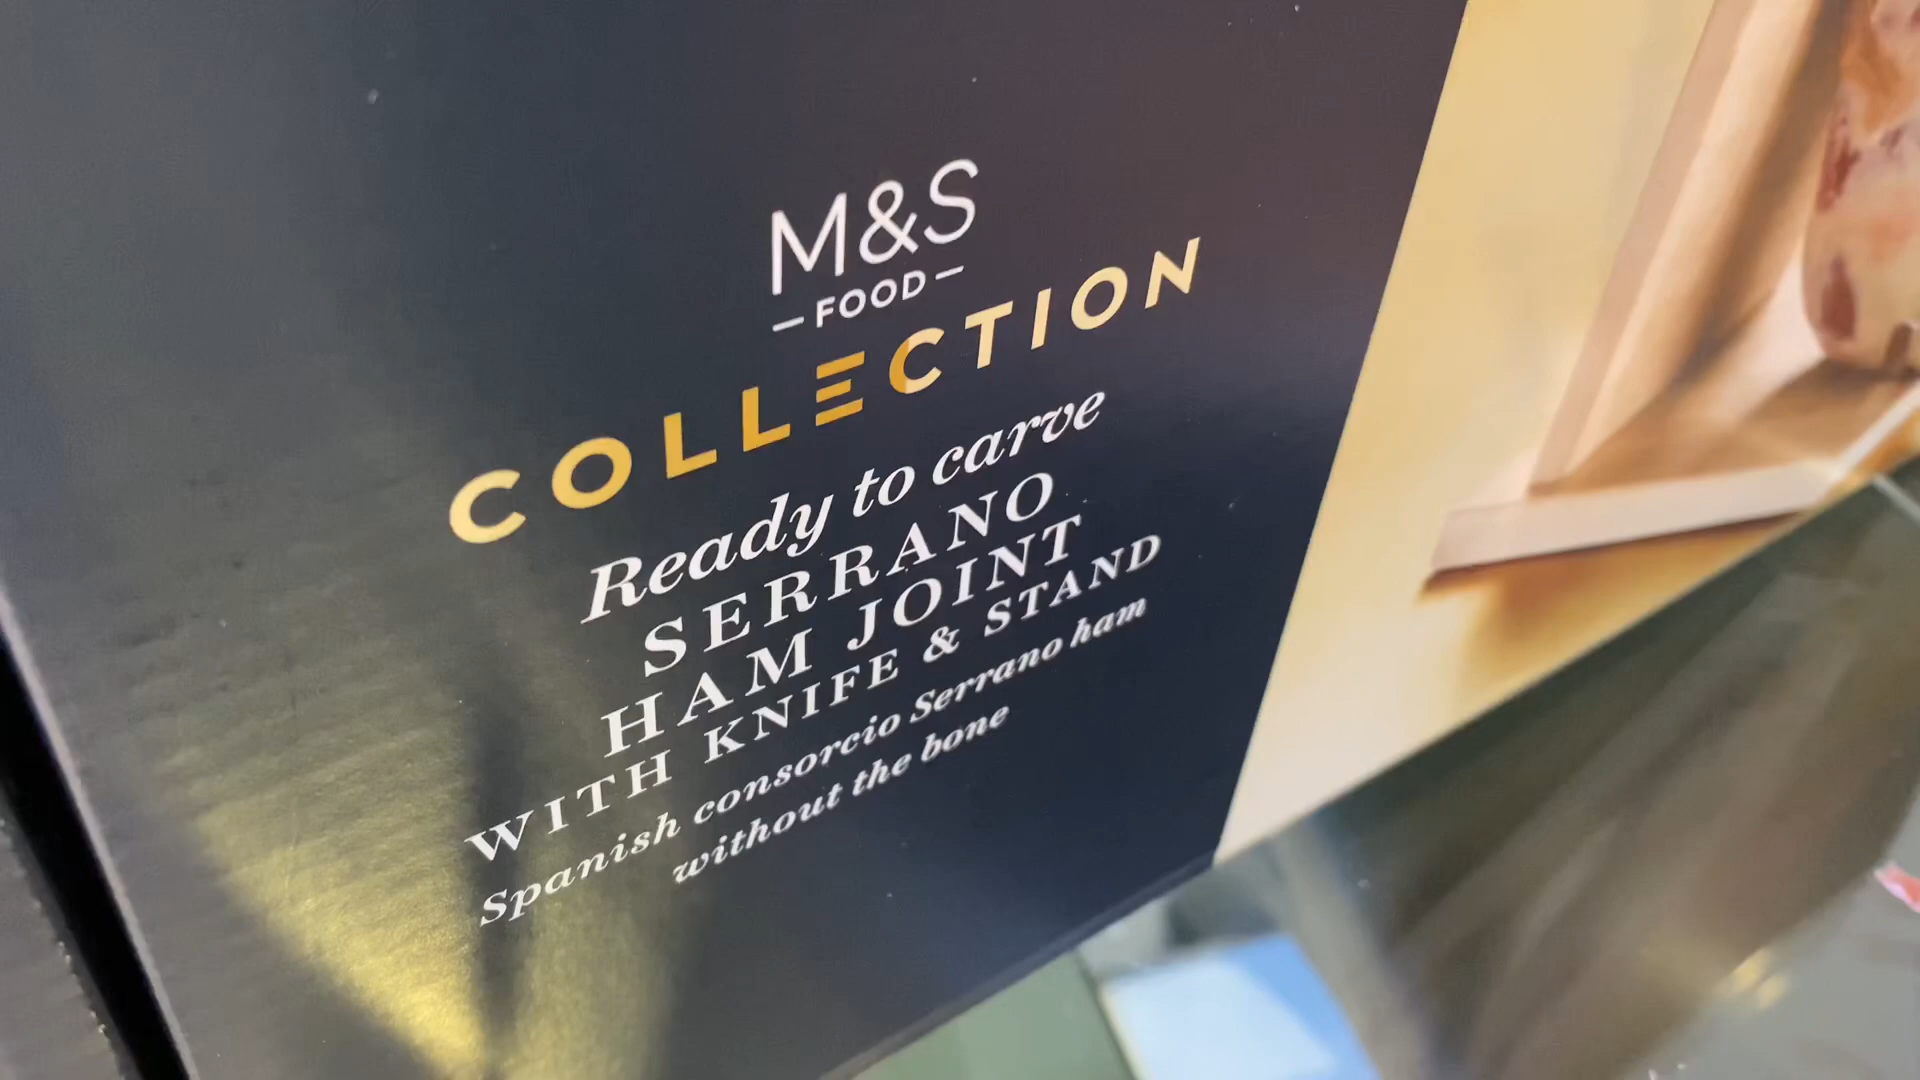 M&S
FOOD
COLLECTION
Ready to carve
SERRANO
HAM JOINT
WITH KNIFE & STAND
Spanish consorcio Serrano ham
without the bone